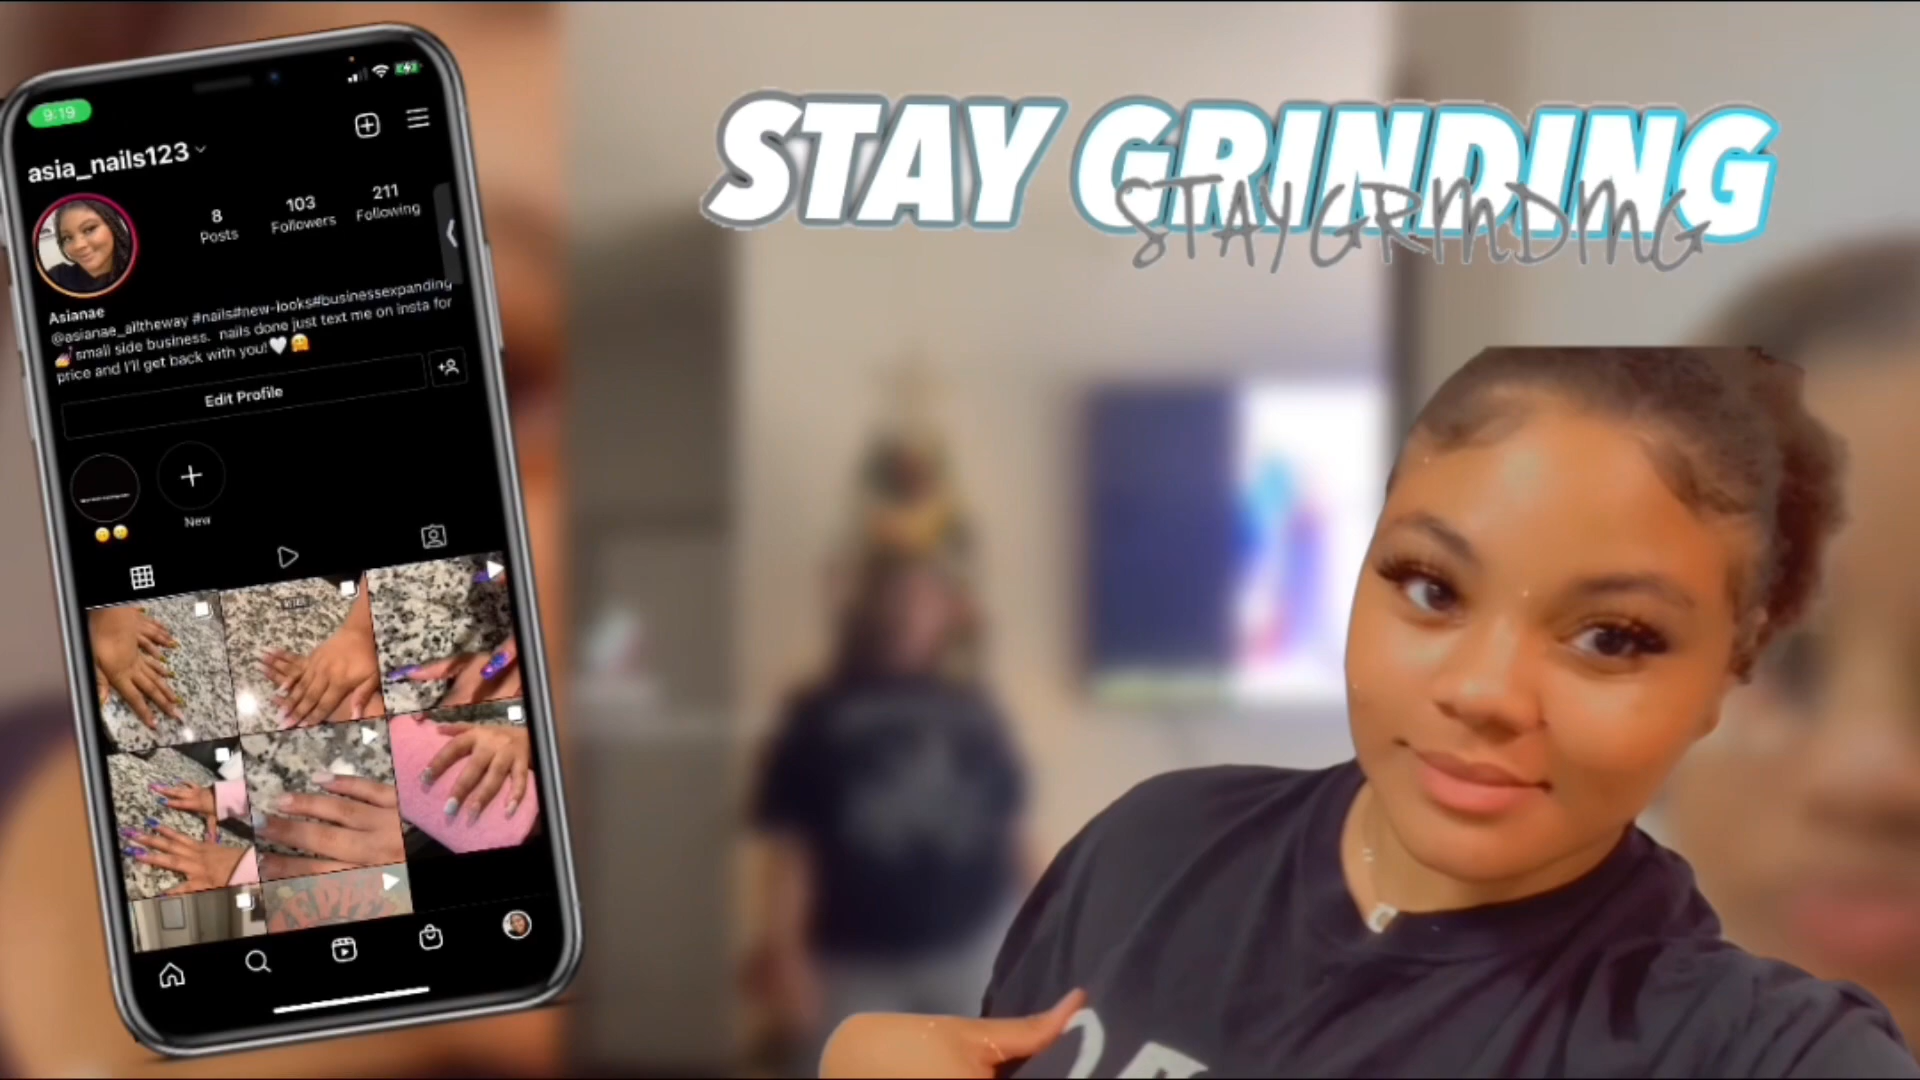 9:19
asia_nails123
8 103 211
Posts Followers Following
Asianae
@asianae_alltheway #nails#new-looks#businessexpanding
💅small side business. nails done just text me on insta for
price and I'll get back with you!🤍🤗
Edit Profile
New
STAY GRINDING
STAY GRINDING